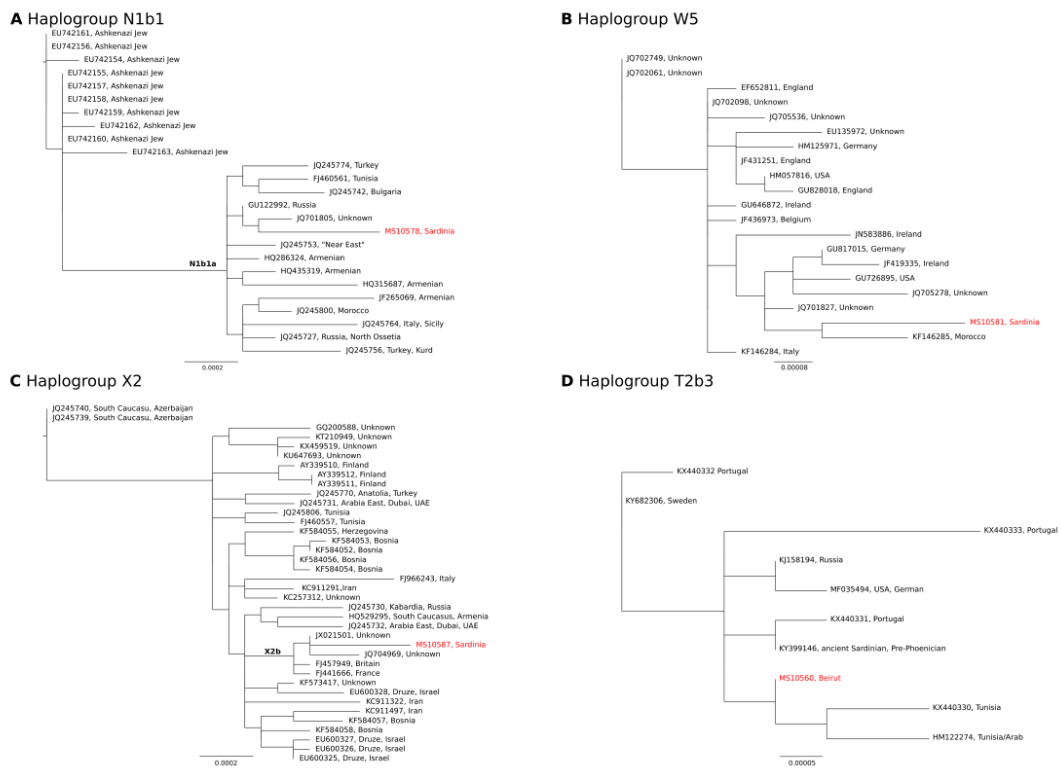 A Haplogroup N1b1
EU742161, Ashkenazi Jew
EU742156, Ashkenazi Jew
EU742154, Ashkenazi Jew
EU742155, Ashkenazi Jew
EU742157, Ashkenazi Jew
EU742158, Ashkenazi Jew
EU742159, Ashkenazi Jew
EU742162, Ashkenazi Jew
EU742160, Ashkenazi Jew
EU742163, Ashkenazi Jew
JQ245774, Turkey
FJ460561, Tunisia
JQ245742, Bulgaria
GU122992, Russia
JQ701805, Unknown
MS10578, Sardinia
JQ245753, "Near East"
HQ286324, Armenian
N1b1a
HQ435319, Armenian
HQ315687, Armenian
JF265069, Armenian
JQ245800, Morocco
JQ245764, Italy, Sicily
JQ245727, Russia, North Ossetia
JQ245756, Turkey, Kurd
0.0002
B Haplogroup W5
JQ702749, Unknown
JQ702061, Unknown
EF652811, England
JQ702098, Unknown
JQ705536, Unknown
EU135972, Unknown
HM125971, Germany
JF431251, England
HM057816, USA
GU828018, England
GU646872, Ireland
JF436973, Belgium
JN583886, Ireland
GU817015, Germany
JF419335, Ireland
GU726895, USA
JQ705278, Unknown
JQ701827, Unknown
MS10581, Sardinia
KF146285, Morocco
KF146284, Italy
0.00008
C Haplogroup X2
JQ245740, South Caucasu, Azerbaijan
JQ245739, South Caucasu, Azerbaijan
GQ200588, Unknown
KT210949, Unknown
KX459519, Unknown
KU647693, Unknown
AY339510, Finland
AY339512, Finland
AY339511, Finland
JQ245770, Anatolia, Turkey
JQ245731, Arabia East, Dubai, UAE
JQ245806, Tunisia
FJ460557, Tunisia
KF584055, Herzegovina
KF584053, Bosnia
KF584052, Bosnia
KF584056, Bosnia
KF584054, Bosnia
FJ966243, Italy
KC911291,Iran
KC257312, Unknown
JQ245730, Kabardia, Russia
HQ529295, South Caucasus, Armenia
JQ245732, Arabia East, Dubai, UAE
JX021501, Unknown
MS10587, Sardinia
X2b
JQ704969, Unknown
FJ457949, Britain
FJ441666, France
KF573417, Unknown
EU600328, Druze, Israel
KC911322, Iran
KC911497, Iran
KF584057, Bosnia
KF584058, Bosnia
EU600327, Druze, Israel
EU600326, Druze, Israel
EU600325, Druze, Israel
0.0002
D Haplogroup T2b3
KX440332 Portugal
KY682306, Sweden
KX440333, Portugal
KJ158194, Russia
MF035494, USA, German
KX440331, Portugal
KY399146, ancient Sardinian, Pre-Phoenician
MS10560, Beirut
KX440330, Tunisia
HM122274, Tunisia/Arab
0.00005